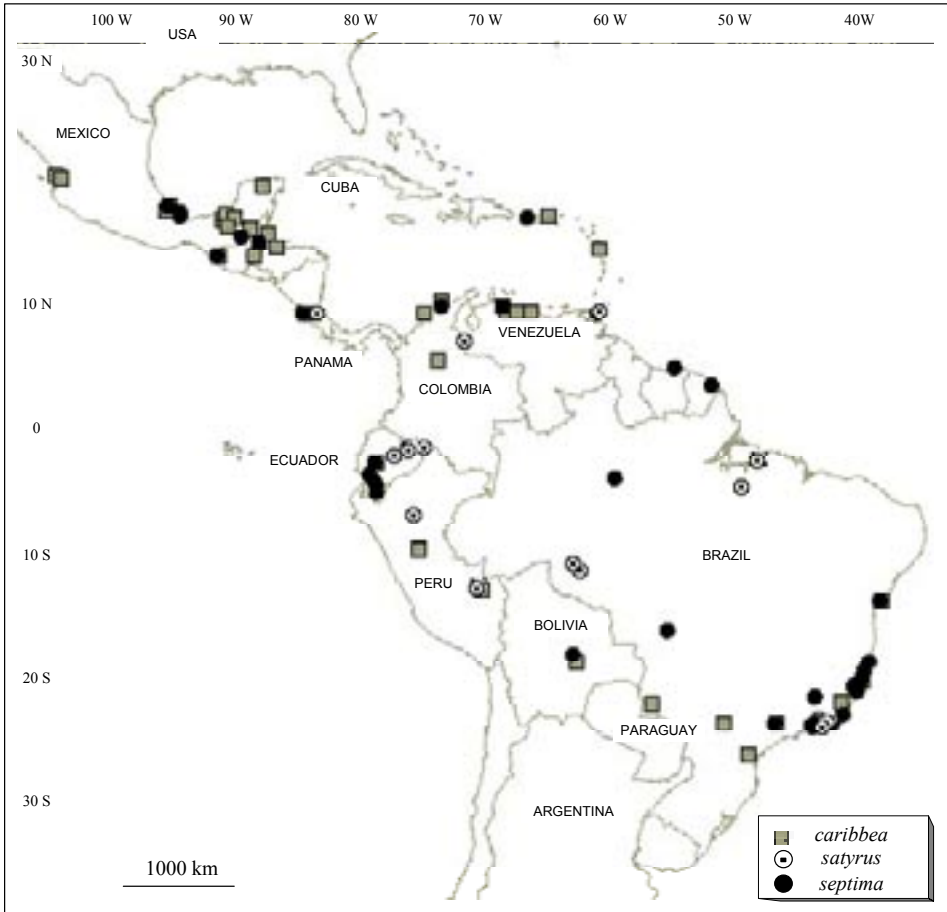 100 W 90 W 80 W 70 W 60 W 50 W 40W
USA
30 N
MEXICO
CUBA
10 N
VENEZUELA
PANAMA
COLOMBIA
0
ECUADOR
10 S
BRAZIL
PERU
BOLIVIA
20 S
PARAGUAY
30 S
ARGENTINA
caribbea
satyrus
1000 km
septima